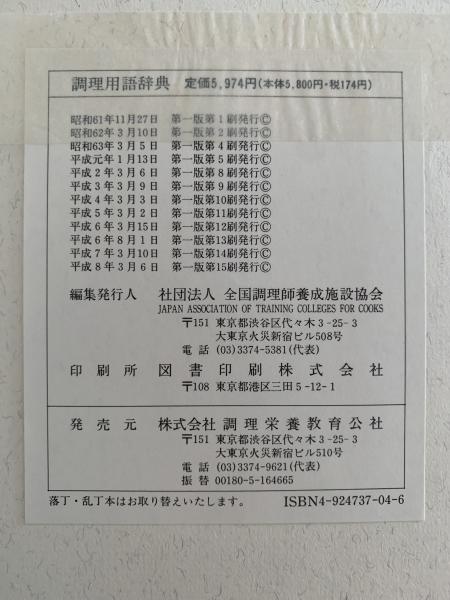 調理用語辞典 定価5,974円(本体5,800円・税174円)
昭和61年11月27日 第一版第1刷発行©
昭和62年3月10日 第一版第2刷発行©
昭和63年3月5日 第一版第4刷発行©
平成元年1月13日 第一版第5刷発行©
平成2年3月6日 第一版第8刷発行©
平成3年3月9日 第一版第9刷発行©
平成4年3月3日 第一版第10刷発行©
平成5年3月2日 第一版第11刷発行©
平成6年3月15日 第一版第12刷発行©
平成6年8月1日 第一版第13刷発行©
平成7年3月10日 第一版第14刷発行©
平成8年3月6日 第一版第15刷発行©
編集発行人 社団法人 全国調理師養成施設協会
JAPAN ASSOCIATION OF TRAINING COLLEGES FOR COOKS
〒151 東京都渋谷区代々木3-25-3
大東京火災新宿ビル508号
電話 (03)3374-5381(代表)
印刷所 図書印刷株式会社
〒108 東京都港区三田5-12-1
発売元 株式会社 調理栄養教育公社
〒151 東京都渋谷区代々木3-25-3
大東京火災新宿ビル510号
電話 (03)3374-9621(代表)
振替 00180-5-164665
落丁・乱丁本はお取り替えいたします。 ISBN4-924737-04-6